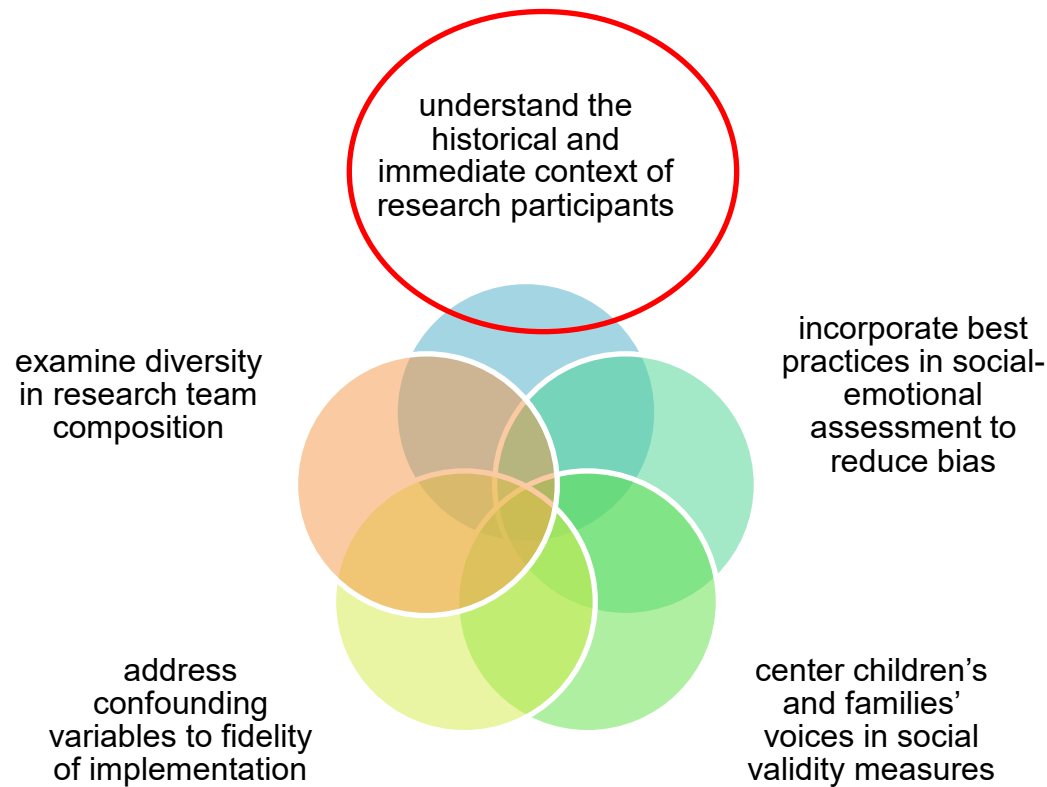 understand the
historical and
immediate context of
research participants
incorporate best
practices in social-
emotional
assessment to
reduce bias
center children’s
and families’
voices in social
validity measures
address
confounding
variables to fidelity
of implementation
examine diversity
in research team
composition